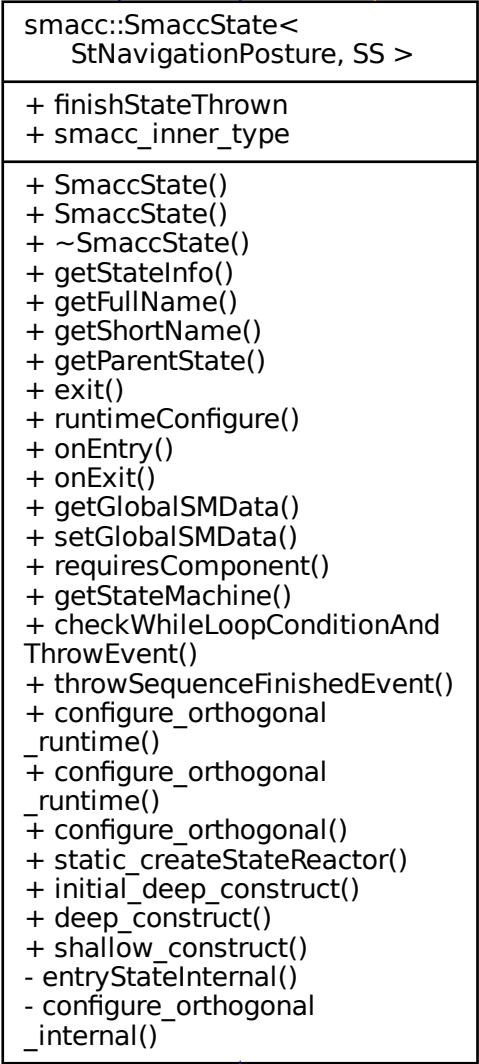 smacc::SmaccState<
StNavigationPosture, SS >
+ finishStateThrown
+ smacc_inner_type
+ SmaccState()
+ SmaccState()
+ ~SmaccState()
+ getStateInfo()
+ getFullName()
+ getShortName()
+ getParentState()
+ exit()
+ runtimeConfigure()
+ onEntry()
+ onExit()
+ getGlobalSMData()
+ setGlobalSMData()
+ requiresComponent()
+ getStateMachine()
+ checkWhileLoopConditionAnd
ThrowEvent()
+ throwSequenceFinishedEvent()
+ configure_orthogonal
_runtime()
+ configure_orthogonal
_runtime()
+ configure_orthogonal()
+ static_createStateReactor()
+ initial_deep_construct()
+ deep_construct()
+ shallow_construct()
- entryStateInternal()
- configure_orthogonal
_internal()